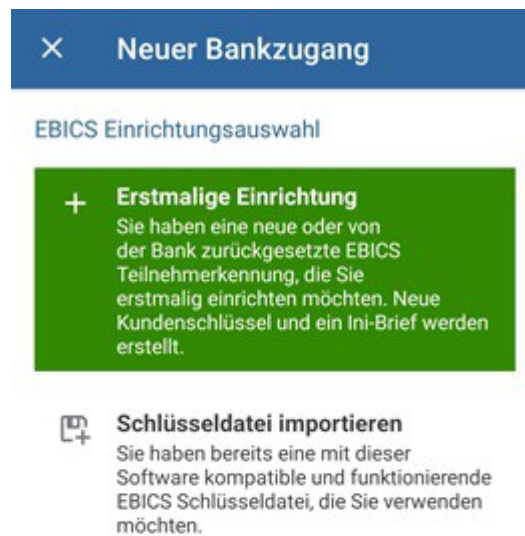 Neuer Bankzugang
EBICS Einrichtungsauswahl
Erstmalige Einrichtung
Sie haben eine neue oder von
der Bank zurückgesetzte EBICS
Teilnehmerkennung, die Sie
erstmalig einrichten möchten. Neue
Kundenschlüssel und ein Ini-Brief werden
erstellt.
Schlüsseldatei importieren
Sie haben bereits eine mit dieser
Software kompatible und funktionierende
EBICS Schlüsseldatei, die Sie verwenden
möchten.